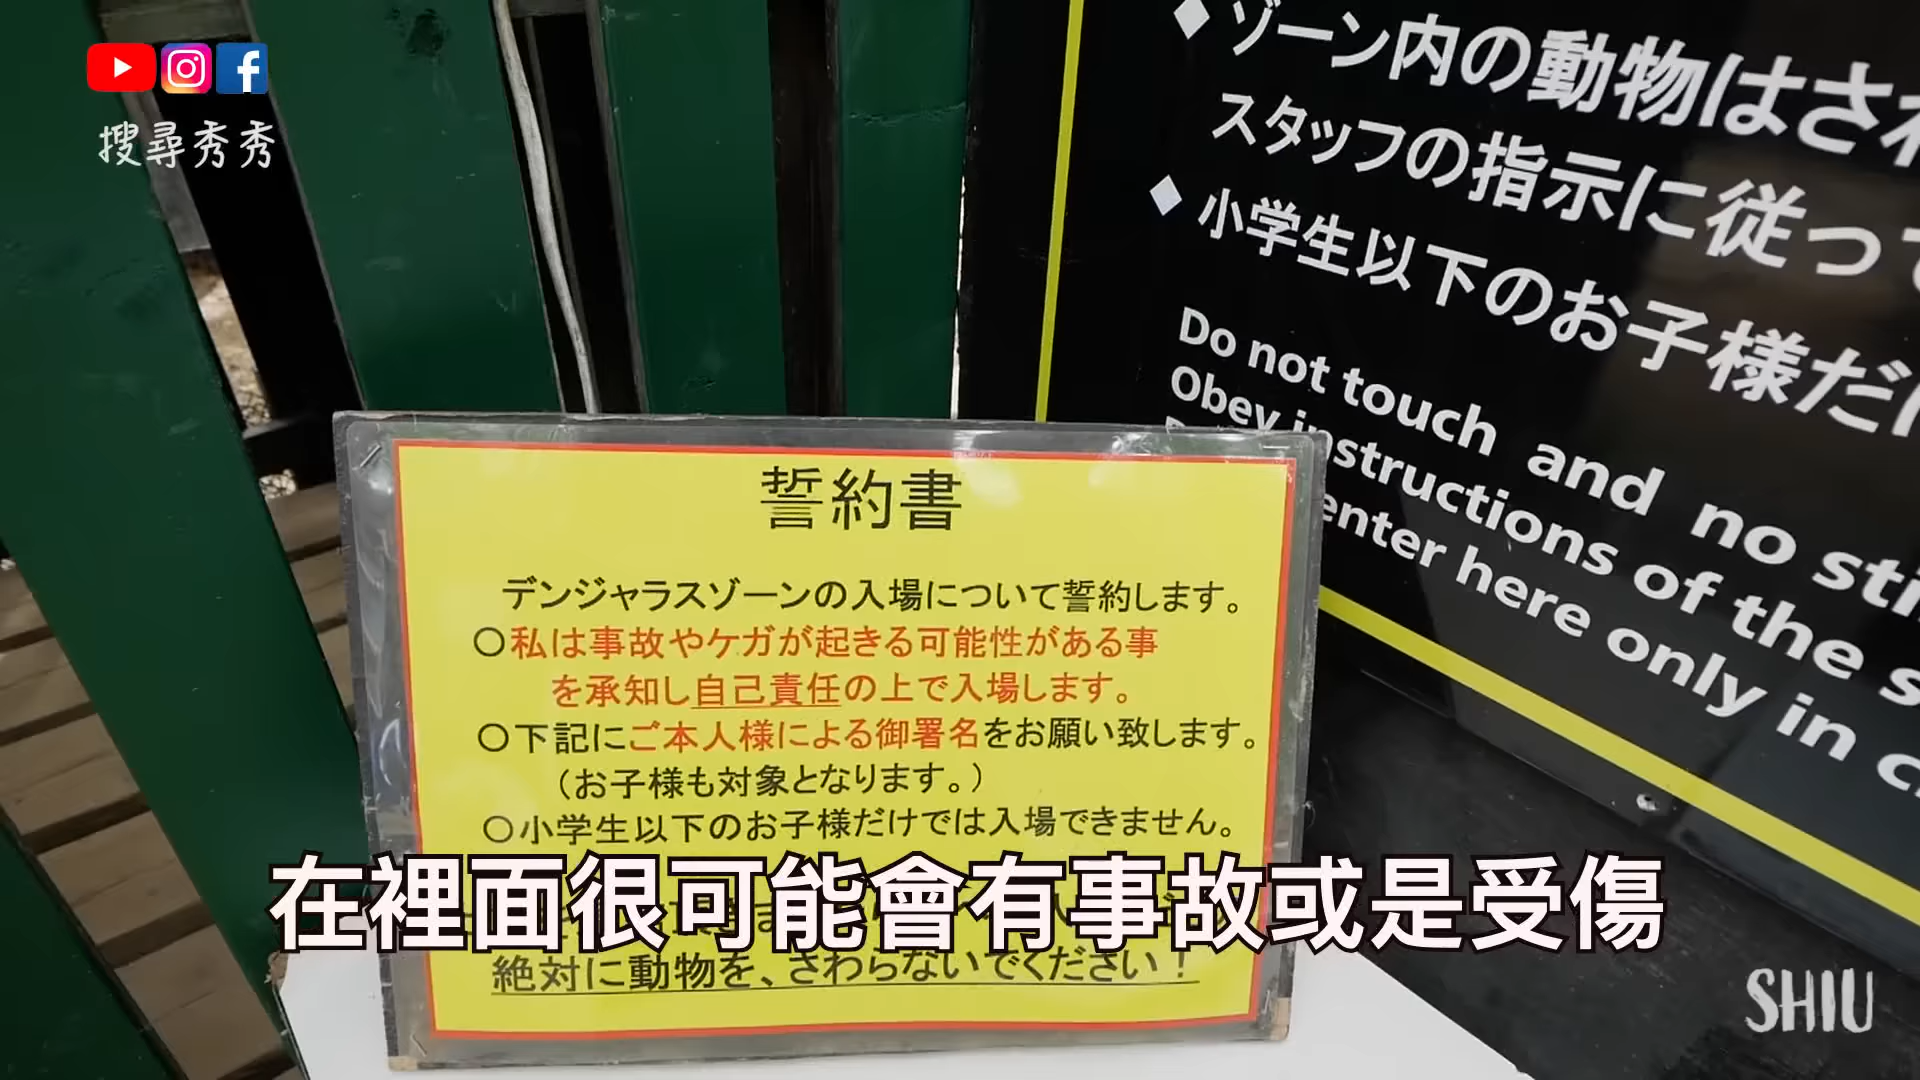 搜尋秀秀
◆ゾーン内の動物はさ
スタッフの指示に従っ
◆小学生以下のお子様だ
Do not touch and no
Obey instructions of the
enter here only in
誓約書
デンジャラスゾーンの入場について誓約します。
○私は事故やケガが起きる可能性がある事
を承知し自己責任の上で入場します。
○下記にご本人様による御署名をお願い致します。
（お子様も対象となります。）
○小学生以下のお子様だけでは入場できません。
絶対に動物を、さわらないでください！
在裡面很可能會有事故或是受傷
SHIU